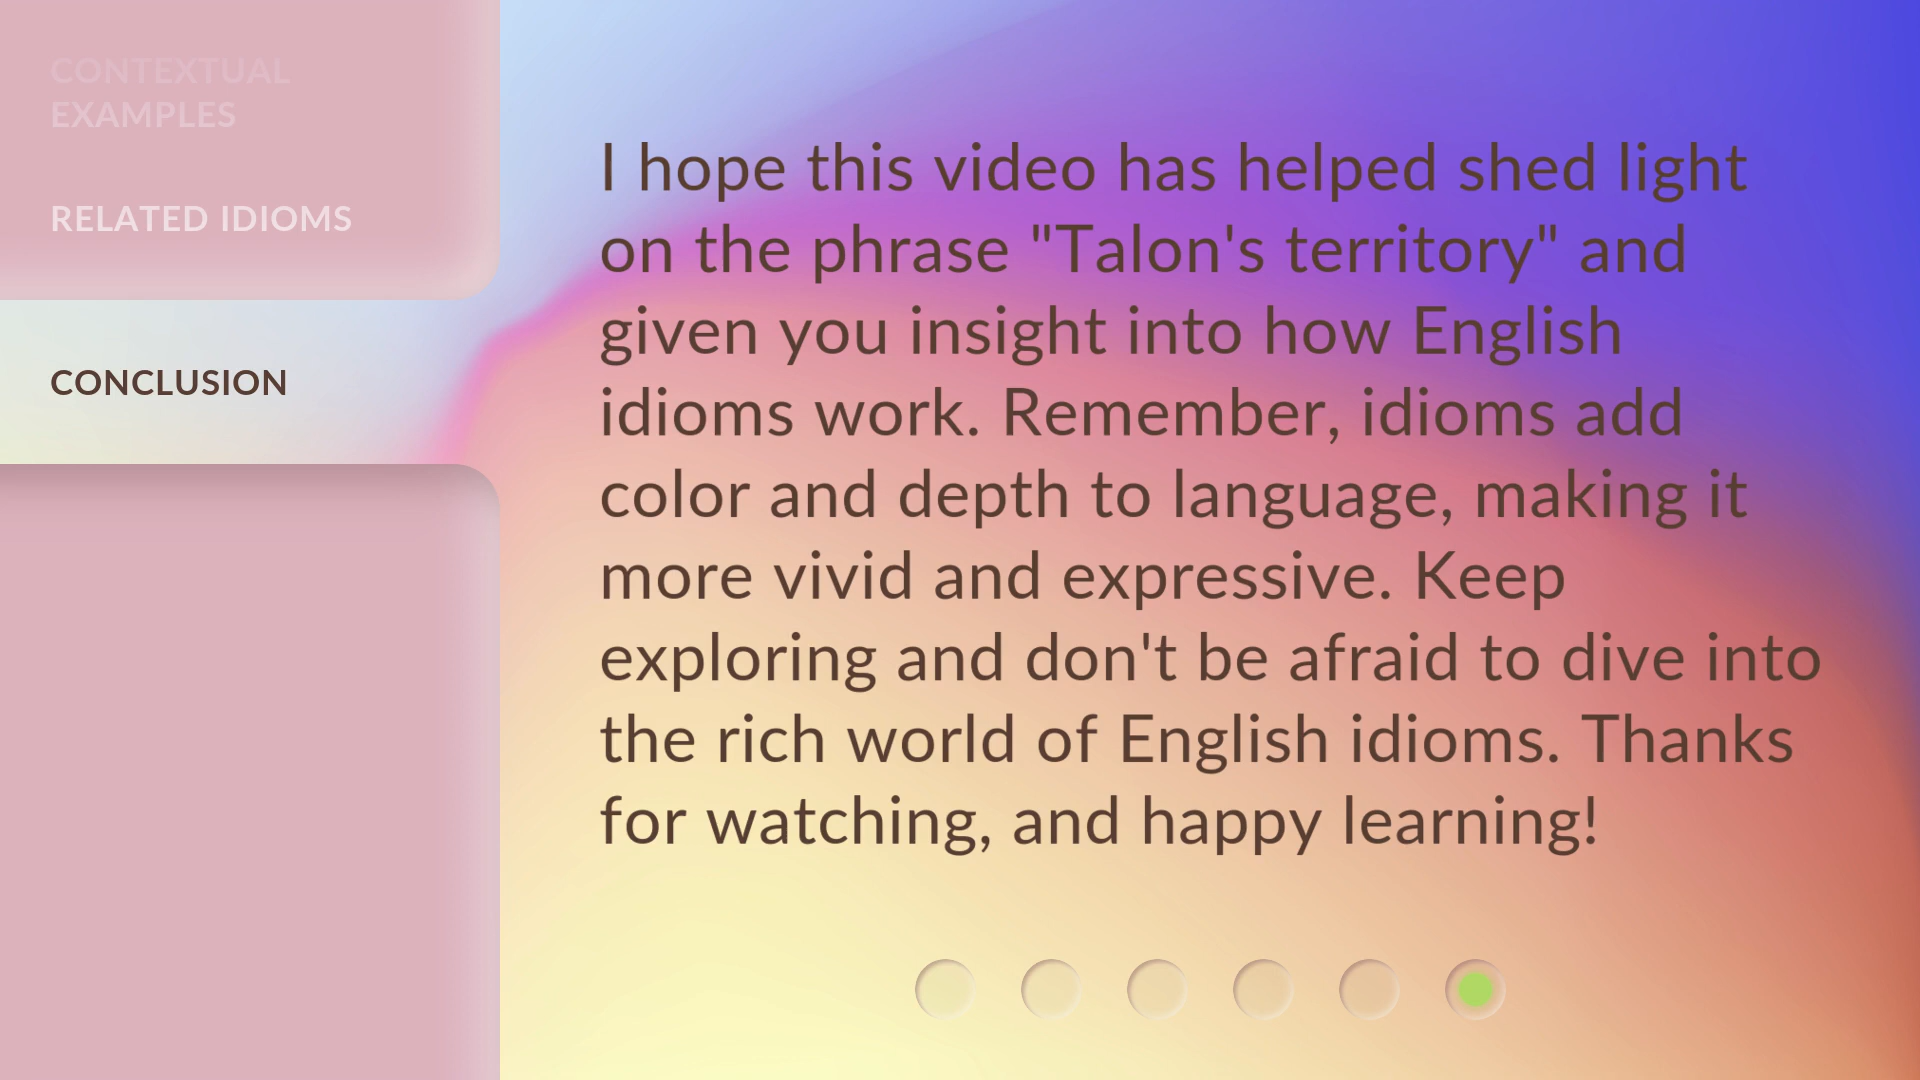 CONTEXTUAL
EXAMPLES
RELATED IDIOMS
CONCLUSION
I hope this video has helped shed light
on the phrase "Talon's territory" and
given you insight into how English
idioms work. Remember, idioms add
color and depth to language, making it
more vivid and expressive. Keep
exploring and don't be afraid to dive into
the rich world of English idioms. Thanks
for watching, and happy learning!